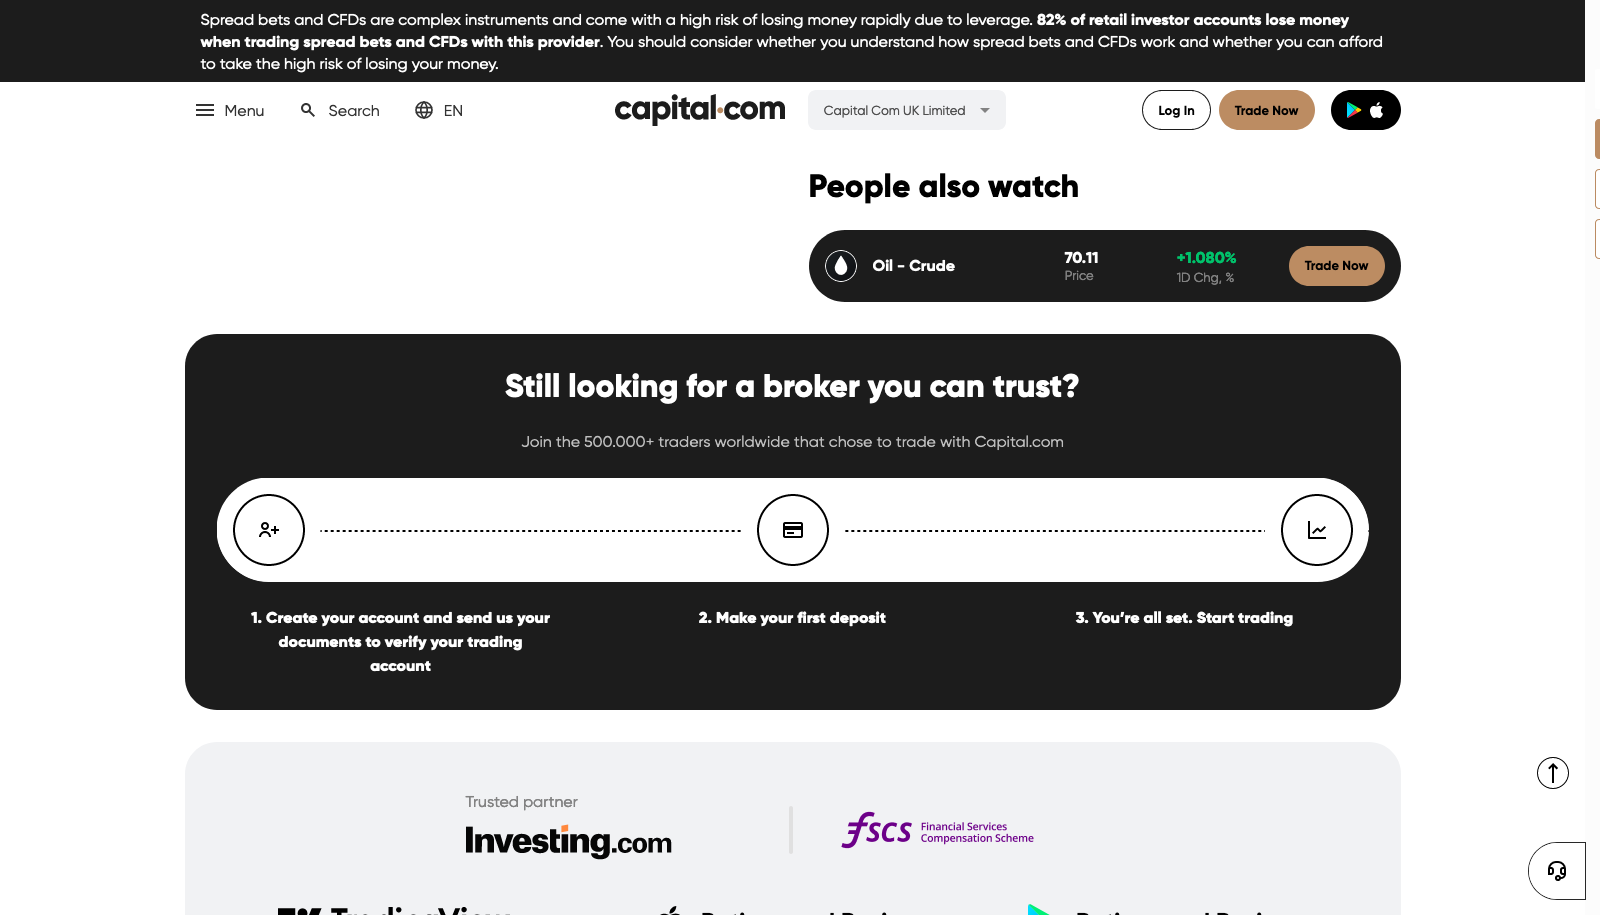 Spread bets and CFDs are complex instruments and come with a high risk of losing money rapidly due to leverage. 82% of retail investor accounts lose money
when trading spread bets and CFDs with this provider. You should consider whether you understand how spread bets and CFDs work and whether you can afford
to take the high risk of losing your money.
Menu
Search
EN
capital.com
Capital Com UK Limited
Log In
Trade Now
People also watch
Oil - Crude
70.11
Price
+1.080%
1D Chg, %
Trade Now
Still looking for a broker you can trust?
Join the 500.000+ traders worldwide that chose to trade with Capital.com
1. Create your account and send us your
documents to verify your trading
account
2. Make your first deposit
3. You're all set. Start trading
Trusted partner
Investing.com
fscs
Financial Services
Compensation Scheme